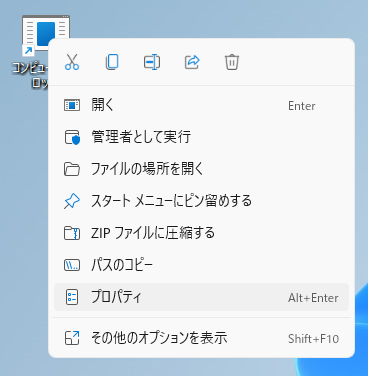 コンピュー
ロッ
開く Enter
管理者として実行
ファイルの場所を開く
スタート メニューにピン留めする
ZIP ファイルに圧縮する
パスのコピー
プロパティ Alt+Enter
その他のオプションを表示 Shift+F10